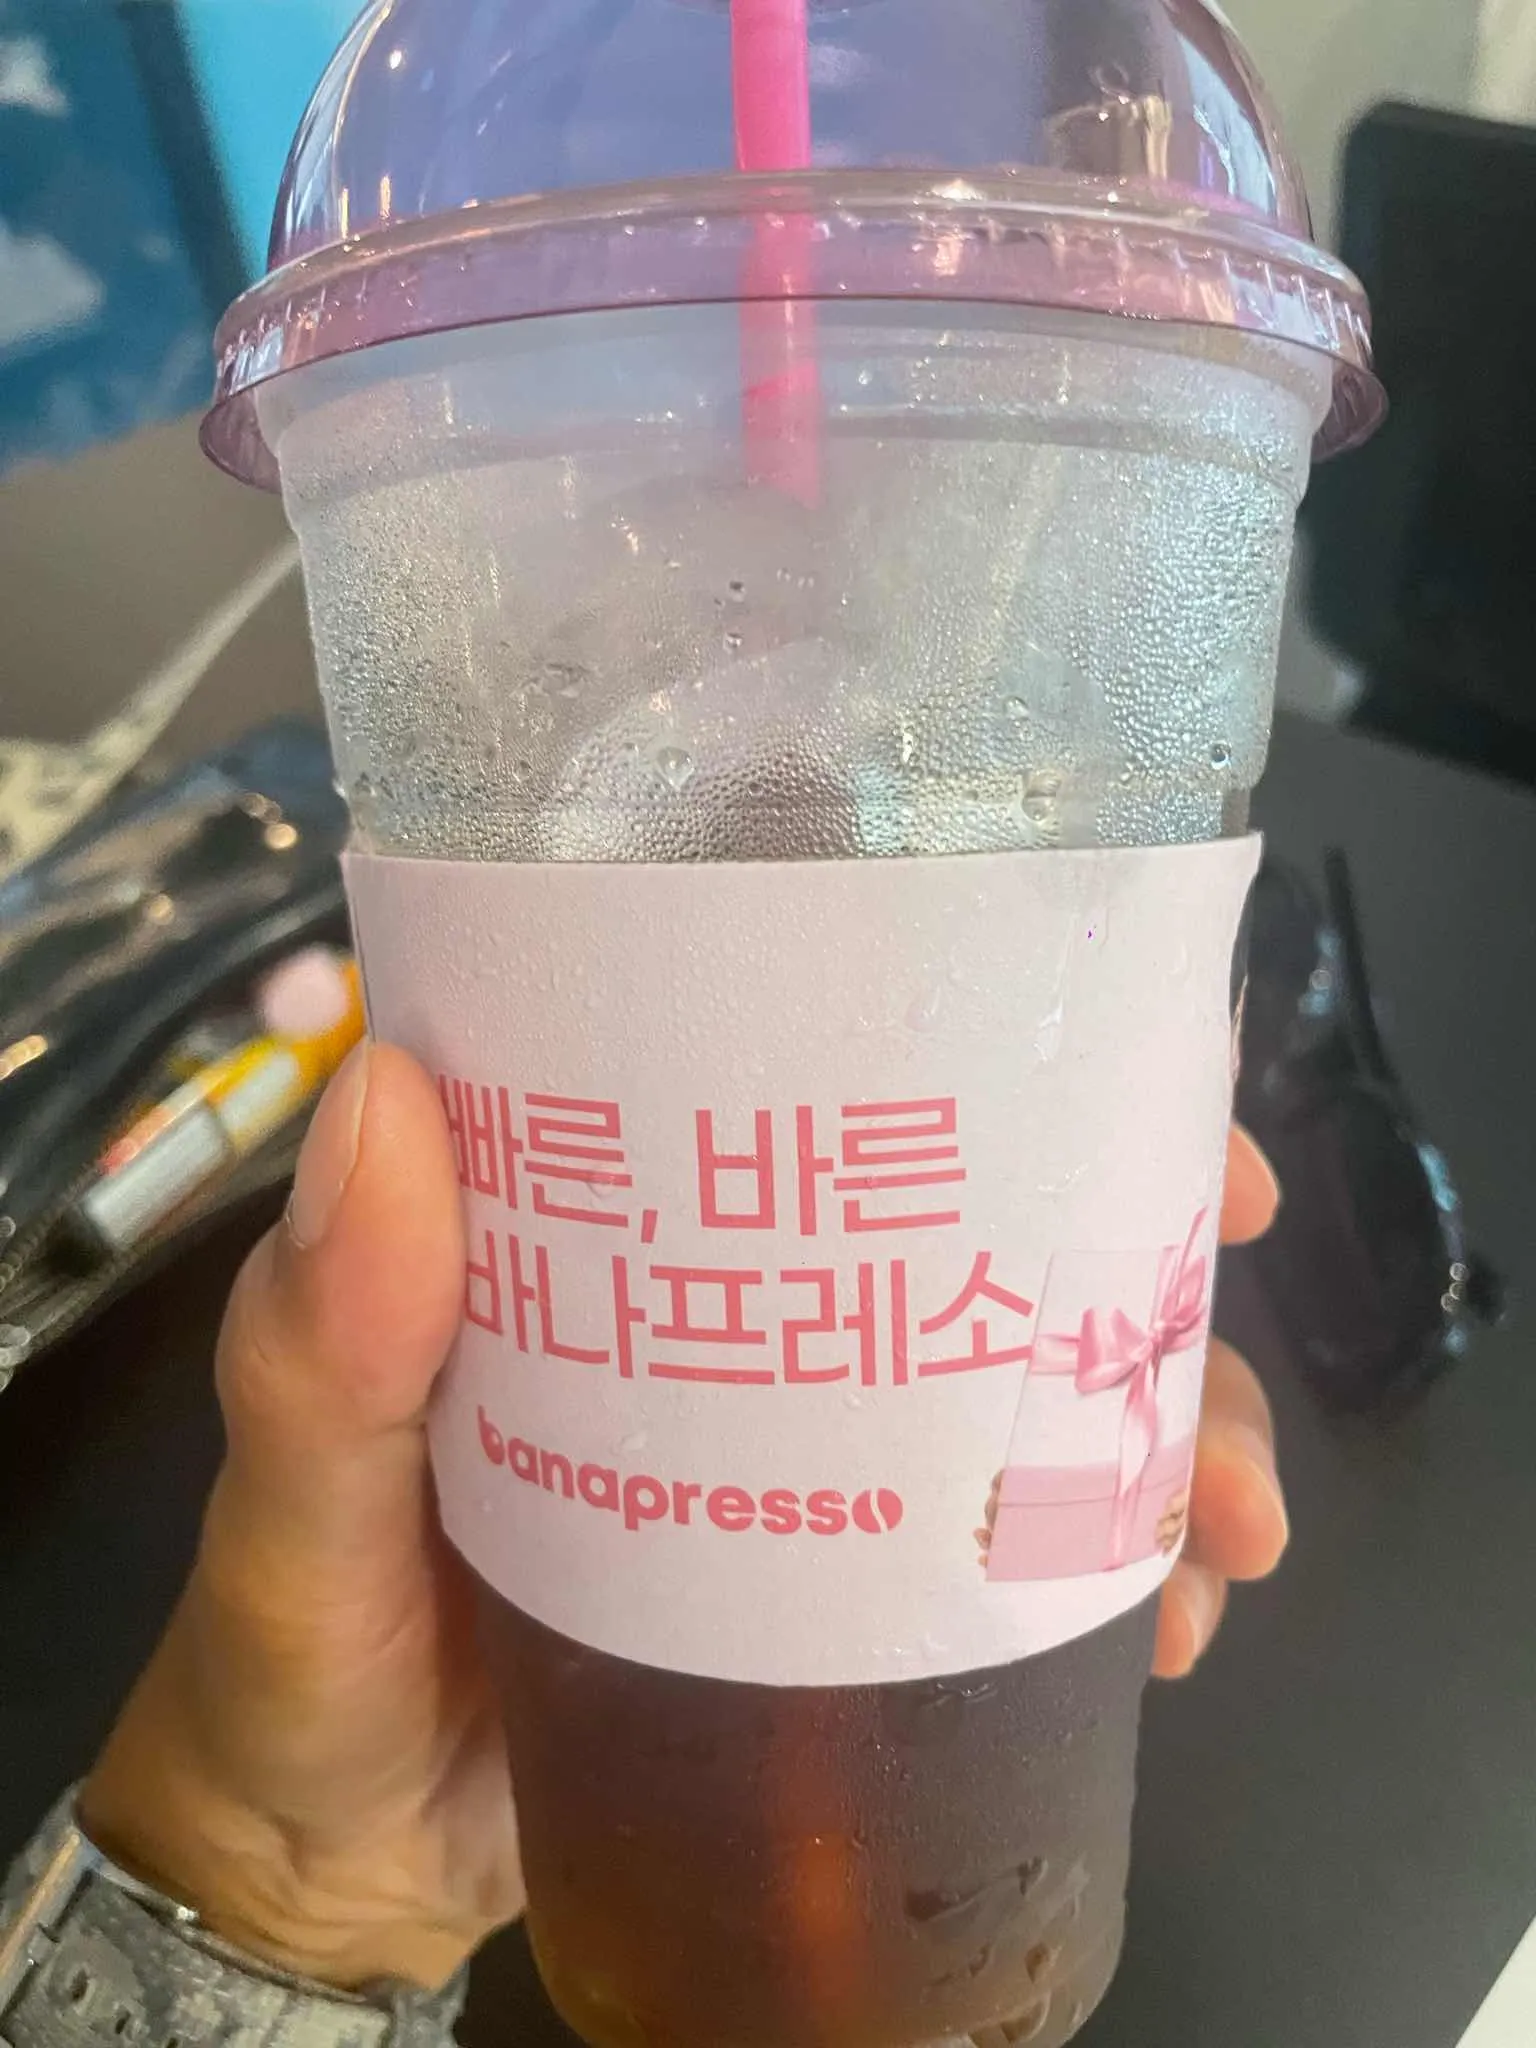 빠른, 바른
바나프레소
banapresso